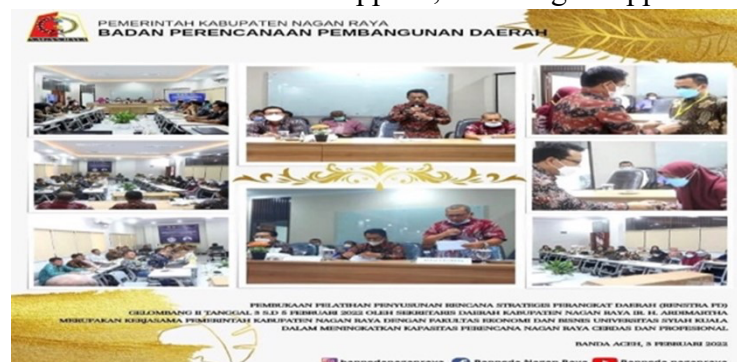 PEMERINTAH KABUPATEN NAGAN RAYA
BADAN PERENCANAAN PEMBANGUNAN DAERAH
PEMBUKAAN PELATIHAN PENYUSUNAN RENCANA STRATEGIS PERANGKAT DAERAH (RENSTRA PD)
GELOMBANG II TANGGAL 3 S.D 5 FEBRUARI 2022 OLEH SEKRETARIS DAERAH KABUPATEN NAGAN RAYA IR. H. ARDIMARTHA
MERUPAKAN KERJASAMA PEMERINTAH KABUPATEN NAGAN RAYA DENGAN FAKULTAS EKONOMI DAN BISNIS UNIVERSITAS SYIAH KUALA
DALAM MENINGKATKAN KAPASITAS PERENCANA NAGAN RAYA CERDAS DAN PROFESIONAL
BANDA ACEH, 3 FEBRUARI 2022